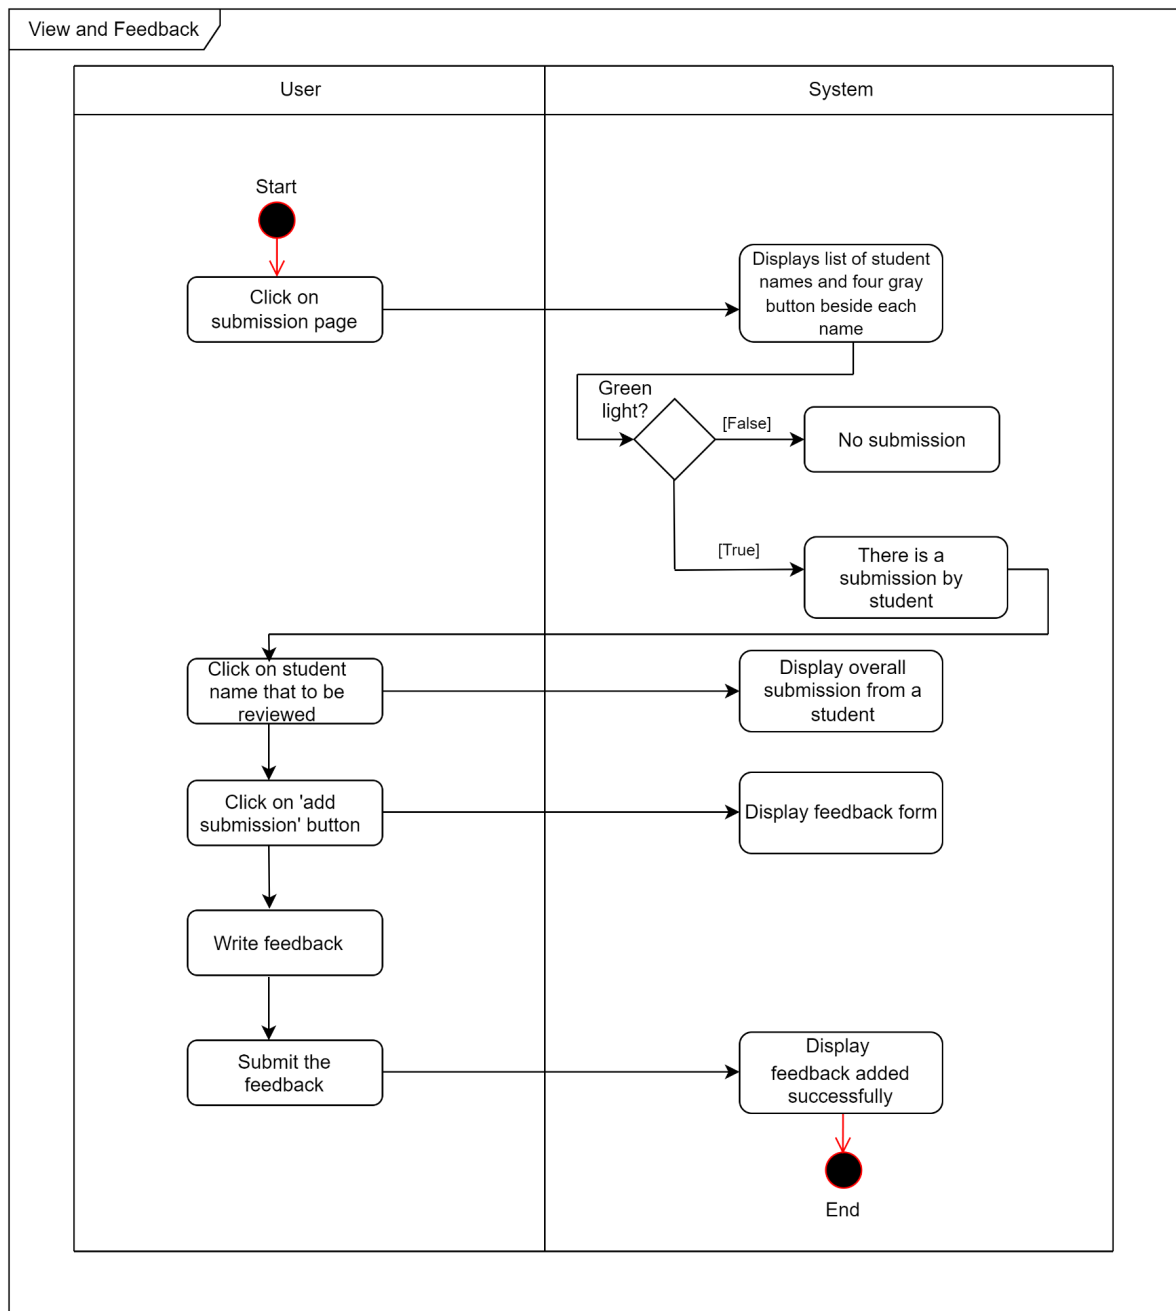 View and Feedback
User
System
Start
Click on
submission page
Displays list of student
names and four gray
button beside each
name
Green
light?
[False]
No submission
[True]
There is a
submission by
student
Click on student
name that to be
reviewed
Display overall
submission from a
student
Click on 'add
submission' button
Display feedback form
Write feedback
Submit the
feedback
Display
feedback added
successfully
End